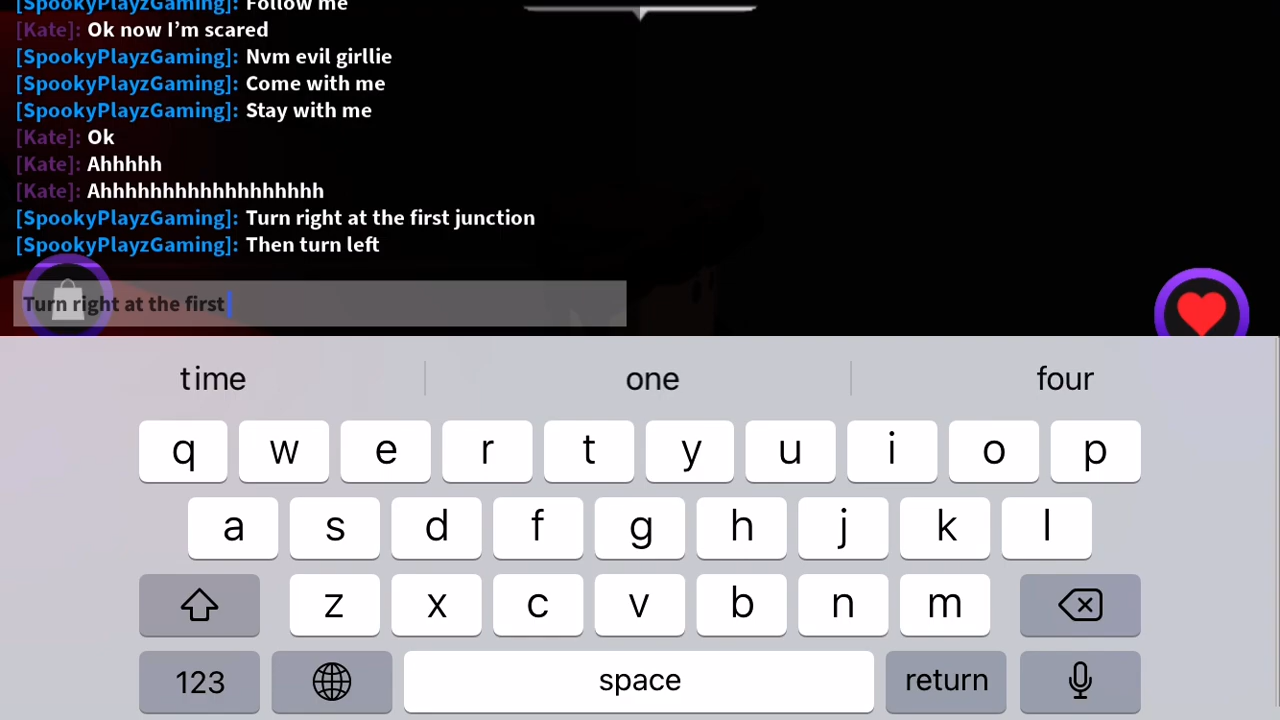 [SpookyPlayzGaming]: Follow me
[Kate]: Ok now I’m scared
[SpookyPlayzGaming]: Nvm evil girllie
[SpookyPlayzGaming]: Come with me
[SpookyPlayzGaming]: Stay with me
[Kate]: Ok
[Kate]: Ahhhhh
[Kate]: Ahhhhhhhhhhhhhhhhhh
[SpookyPlayzGaming]: Turn right at the first junction
[SpookyPlayzGaming]: Then turn left
Turn right at the first
time one four
q w e r t y u i o p
a s d f g h j k l
z x c v b n m
123 space return